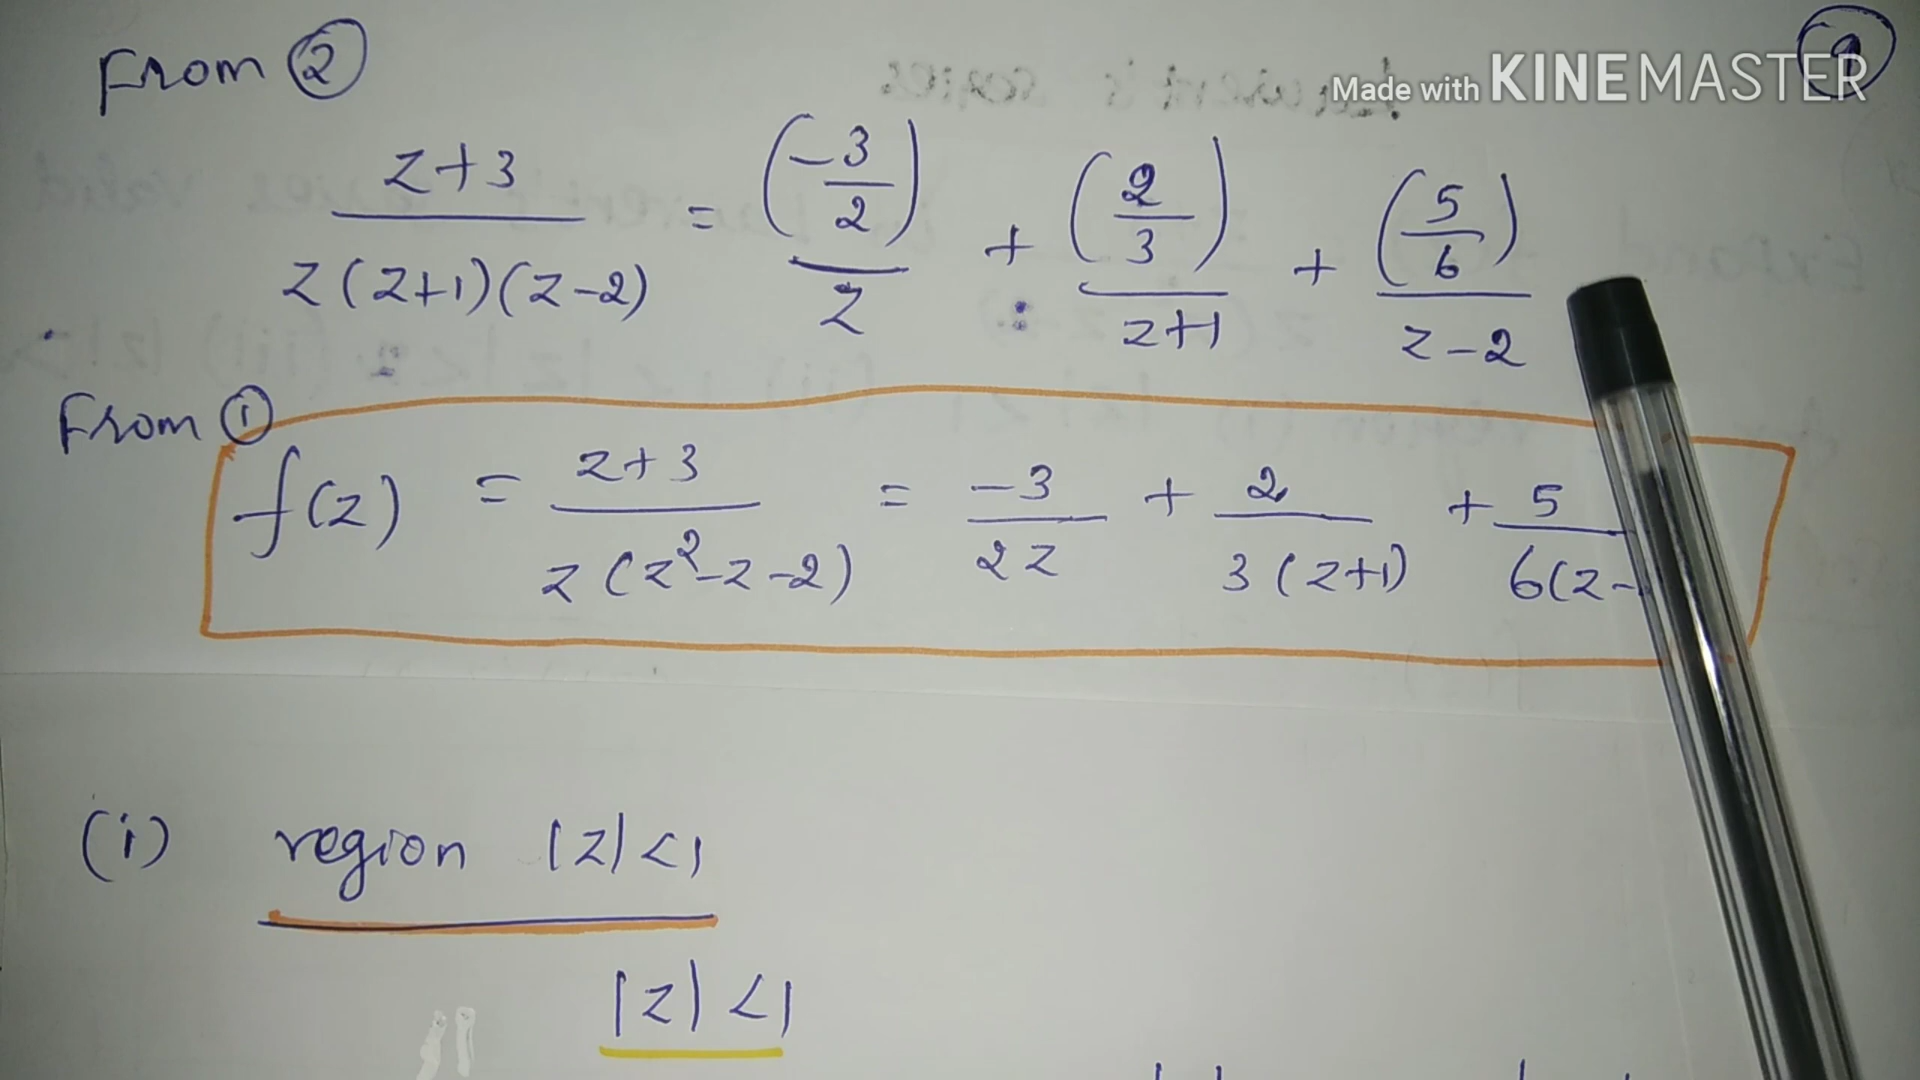 From ②
Made with KINEMASTER
z+3 / z(z+1)(z-2) = (-3/2)/z + (2/3)/z+1 + (5/6)/z-2
From ①
f(z) = z+3 / z(z²-z-2) = -3/2z + 2/3(z+1) + 5/6(z-
(i) region |z|<1
|z|<1